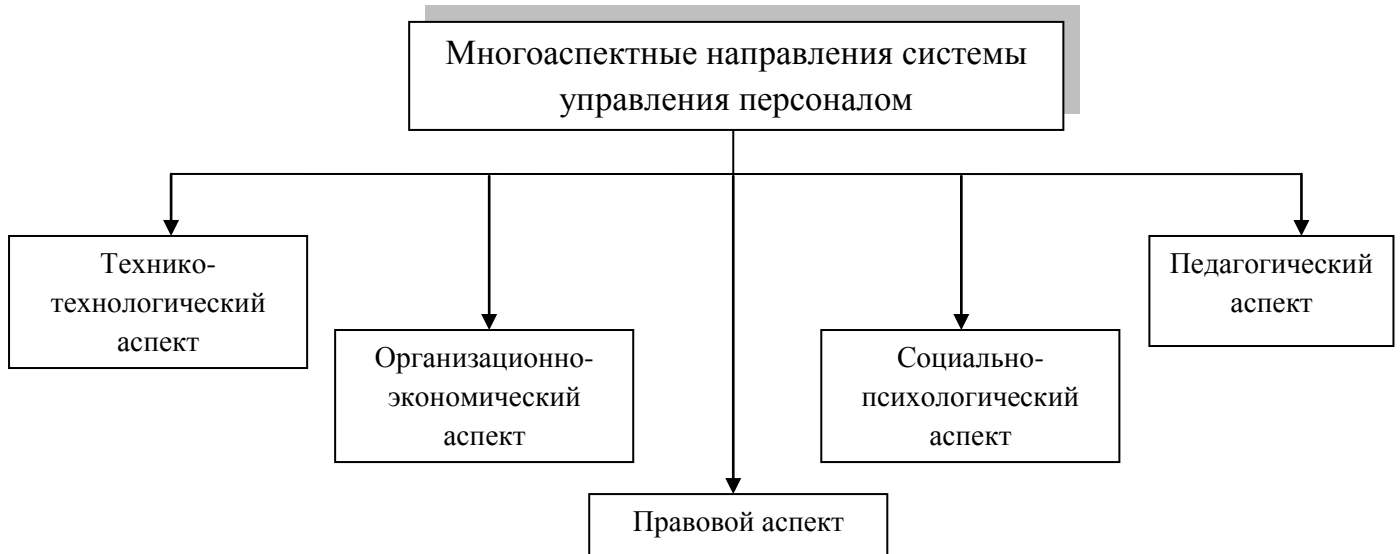 Многоаспектные направления системы
управления персоналом
Технико-
технологический
аспект
Организационно-
экономический
аспект
Правовой аспект
Социально-
психологический
аспект
Педагогический
аспект